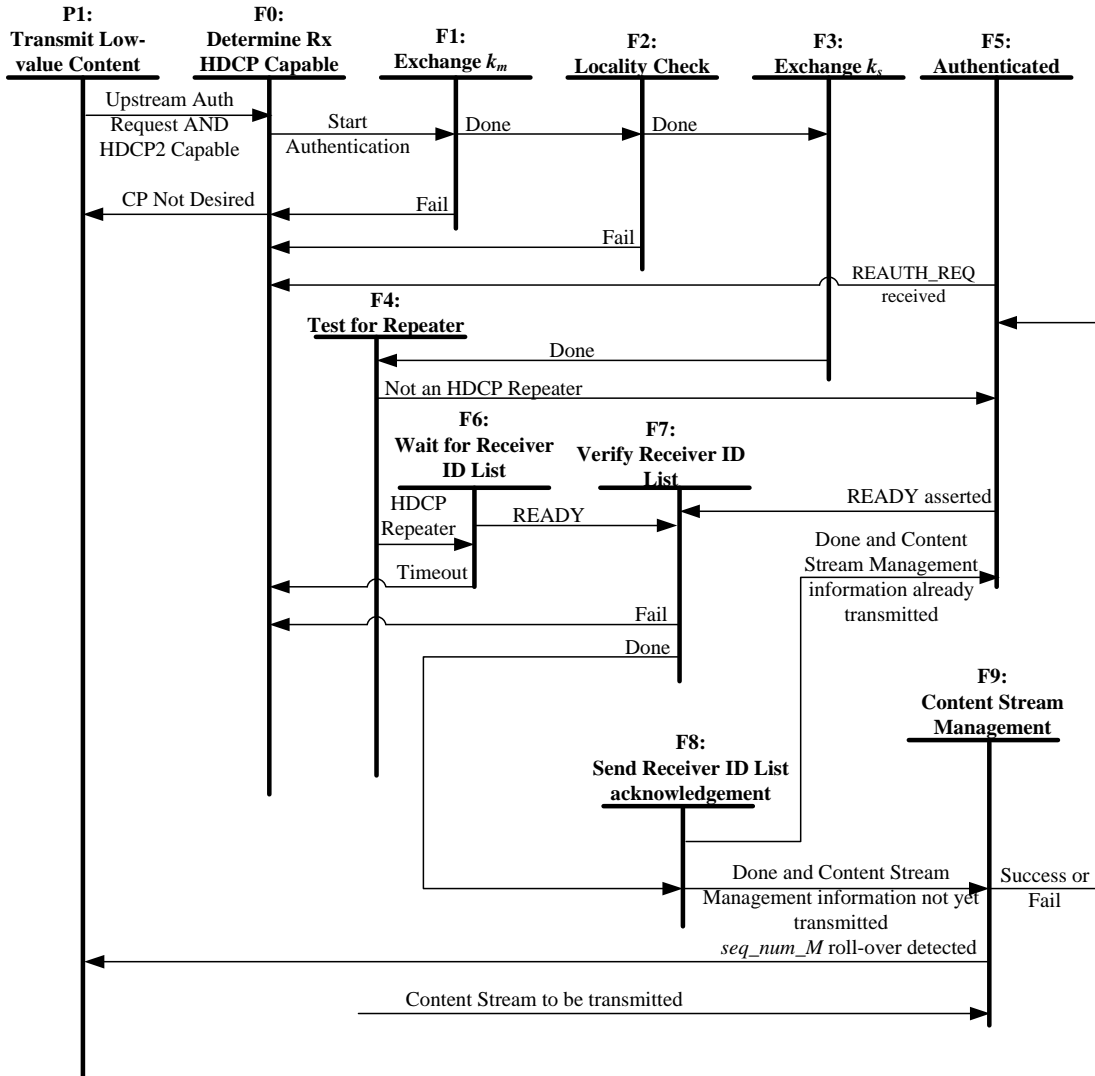 P1:
Transmit Low-
value Content
F0:
Determine Rx
HDCP Capable
F1:
Exchange km
F2:
Locality Check
F3:
Exchange ks
F5:
Authenticated
Upstream Auth
Request AND
HDCP2 Capable
Start
Authentication
Done
Done
CP Not Desired
Fail
Fail
REAUTH_REQ
received
F4:
Test for Repeater
Done
Not an HDCP Repeater
F6:
Wait for Receiver
ID List
F7:
Verify Receiver ID
List
HDCP
Repeater
READY
READY asserted
Timeout
Done and Content
Stream Management
information already
transmitted
Fail
Done
F9:
Content Stream
Management
F8:
Send Receiver ID List
acknowledgement
Done and Content Stream
Management information not yet
transmitted
Success or
Fail
seq_num_M roll-over detected
Content Stream to be transmitted